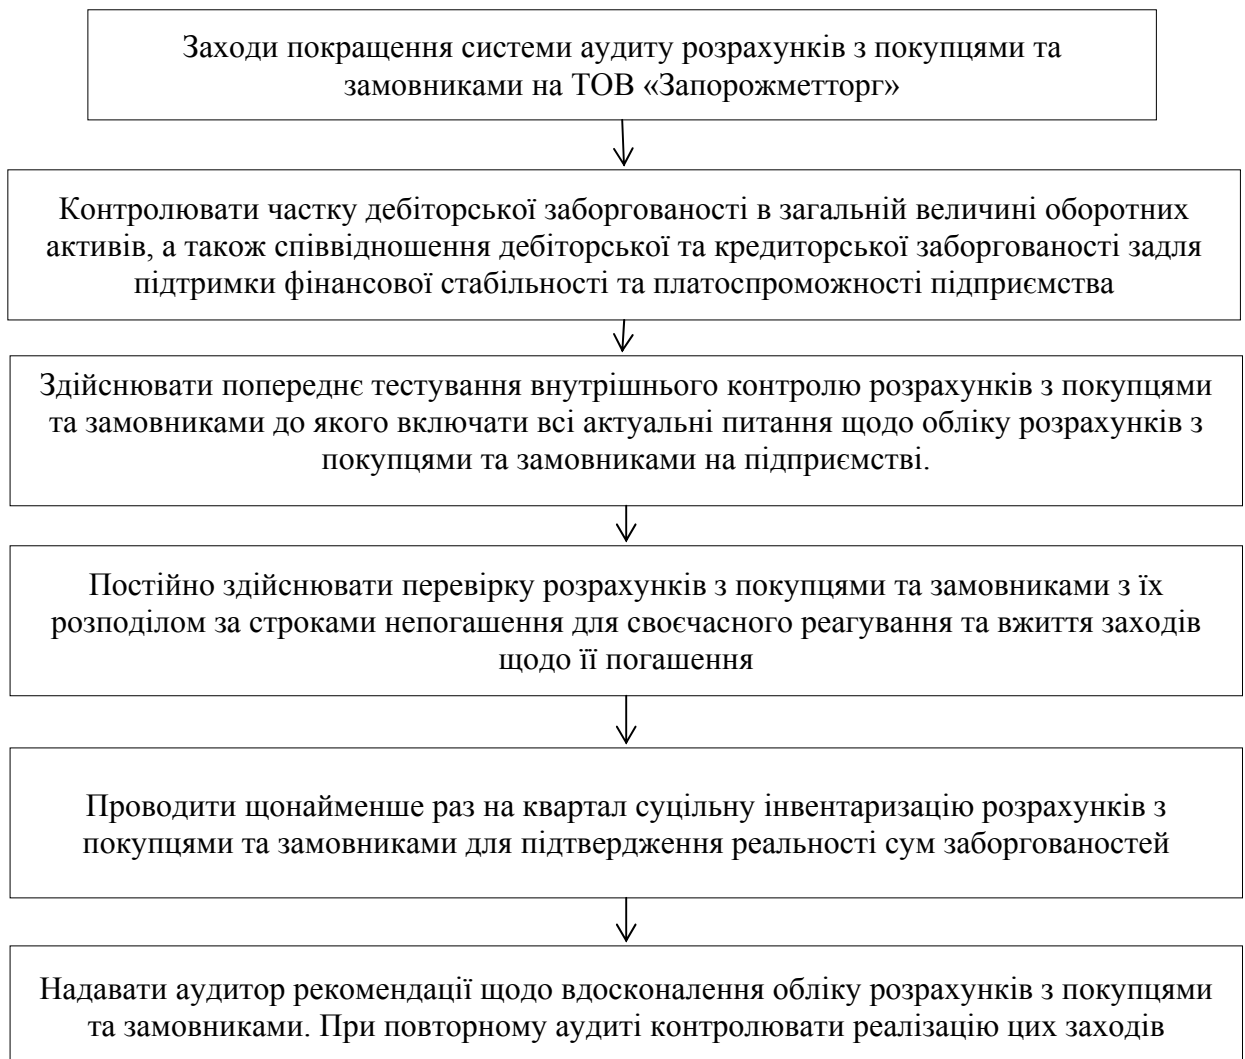 Заходи покращення системи аудиту розрахунків з покупцями та
замовниками на ТОВ «Запорожметторг»
Контролювати частку дебіторської заборгованості в загальній величині оборотних
активів, а також співвідношення дебіторської та кредиторської заборгованості задля
підтримки фінансової стабільності та платоспроможності підприємства
Здійснювати попереднє тестування внутрішнього контролю розрахунків з покупцями
та замовниками до якого включати всі актуальні питання щодо обліку розрахунків з
покупцями та замовниками на підприємстві.
Постійно здійснювати перевірку розрахунків з покупцями та замовниками з їх
розподілом за строками непогашення для своєчасного реагування та вжиття заходів
щодо її погашення
Проводити щонайменше раз на квартал суцільну інвентаризацію розрахунків з
покупцями та замовниками для підтвердження реальності сум заборгованостей
Надавати аудитор рекомендації щодо вдосконалення обліку розрахунків з покупцями
та замовниками. При повторному аудиті контролювати реалізацію цих заходів